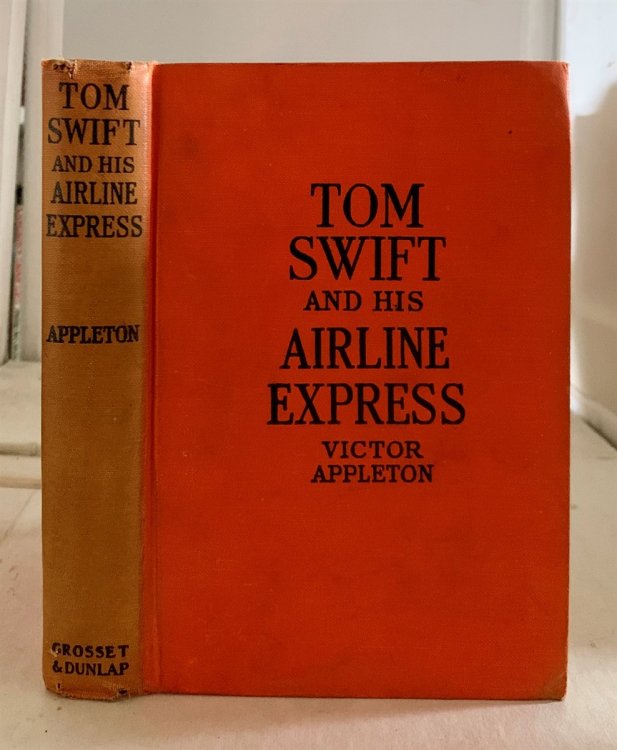 TOM
SWIFT
AND HIS
AIRLINE
EXPRESS
APPLETON
GROSSET
& DUNLAP
TOM
SWIFT
AND HIS
AIRLINE
EXPRESS
VICTOR
APPLETON